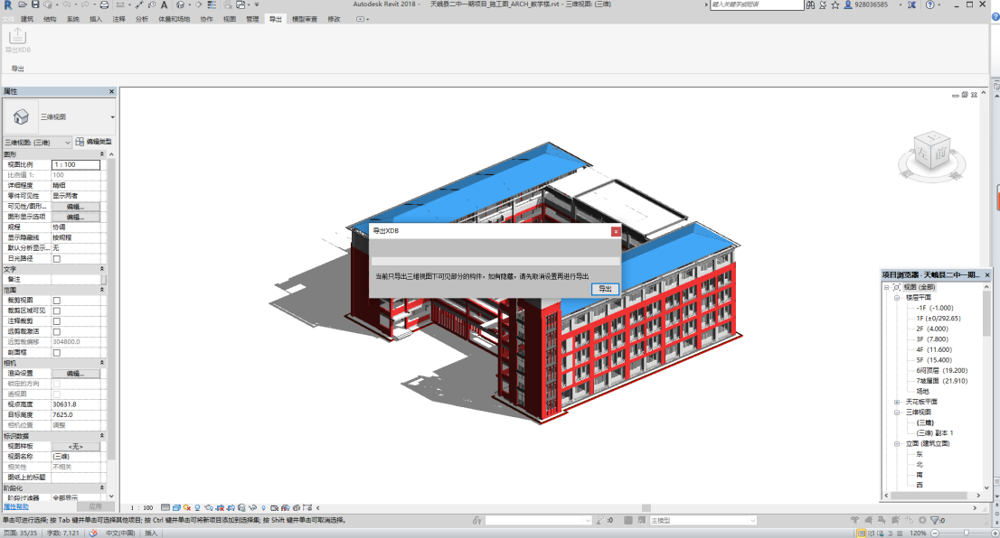 Autodesk Revit 2018 - 天峨县二中一期项目_施工图_ARCH_教学楼.rvt - 三维视图: {三维}
键入关键字或短语
928036585
文件 建筑 结构 系统 插入 注释 分析 体量和场地 协作 视图 管理 导出 模型审查 修改
导出XDB
导出
属性
三维视图
三维视图: {三维} 编辑类型
图形
视图比例 1 : 100
比例值 1: 100
详细程度 精细
零件可见性 显示两者
可见性/图形... 编辑...
图形显示选项 编辑...
规程 协调
显示隐藏线 按规程
默认分析显示... 无
日光路径
文字
备注
范围
裁剪视图
裁剪区域可见
注释裁剪
远剪裁激活
远剪裁偏移 304800.0
剖面框
相机
渲染设置 编辑...
锁定的方向
透视图
视点高度 30631.8
目标高度 7625.0
相机位置 调整
标识数据
视图样板 <无>
视图名称 {三维}
相关性 不相关
图纸上的标题
阶段化
阶段过滤器 全部显示
属性帮助 应用
导出XDB
当前只导出三维视图下可见部分的构件，如有隐藏，请先取消设置再进行导出
导出
上
左 前
项目浏览器 - 天峨县二中一期...
视图 (全部)
楼层平面
-1F (-1.000)
1F (±0/292.65)
2F (4.000)
3F (7.800)
4F (11.600)
5F (15.400)
6闷顶层 (19.200)
7坡屋面 (21.910)
场地
天花板平面
三维视图
{三维}
{三维} 副本 1
立面 (建筑立面)
东
北
南
西
1 : 100
单击可进行选择; 按 Tab 键并单击可选择其他项目; 按 Ctrl 键并单击可将新项目添加到选择集; 按 Shift 键并单击可取消选择。
:0
主模型
:0
页面: 35/35 字数: 7,121 中文(中国) 插入
120%